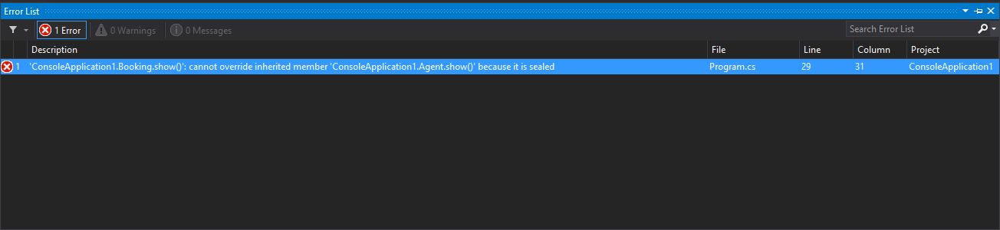 Error List
1 Error 0 Warnings 0 Messages Search Error List
Description File Line Column Project
1 'ConsoleApplication1.Booking.show()': cannot override inherited member 'ConsoleApplication1.Agent.show()' because it is sealed Program.cs 29 31 ConsoleApplication1